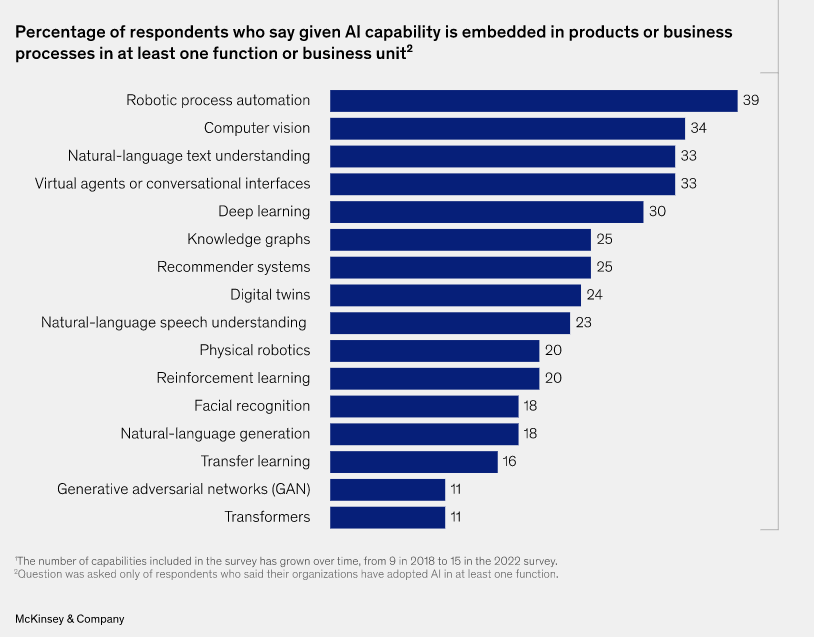 Percentage of respondents who say given AI capability is embedded in products or business
processes in at least one function or business unit²
Robotic process automation 39
Computer vision 34
Natural-language text understanding 33
Virtual agents or conversational interfaces 33
Deep learning 30
Knowledge graphs 25
Recommender systems 25
Digital twins 24
Natural-language speech understanding 23
Physical robotics 20
Reinforcement learning 20
Facial recognition 18
Natural-language generation 18
Transfer learning 16
Generative adversarial networks (GAN) 11
Transformers 11
¹The number of capabilities included in the survey has grown over time, from 9 in 2018 to 15 in the 2022 survey.
²Question was asked only of respondents who said their organizations have adopted AI in at least one function.
McKinsey & Company